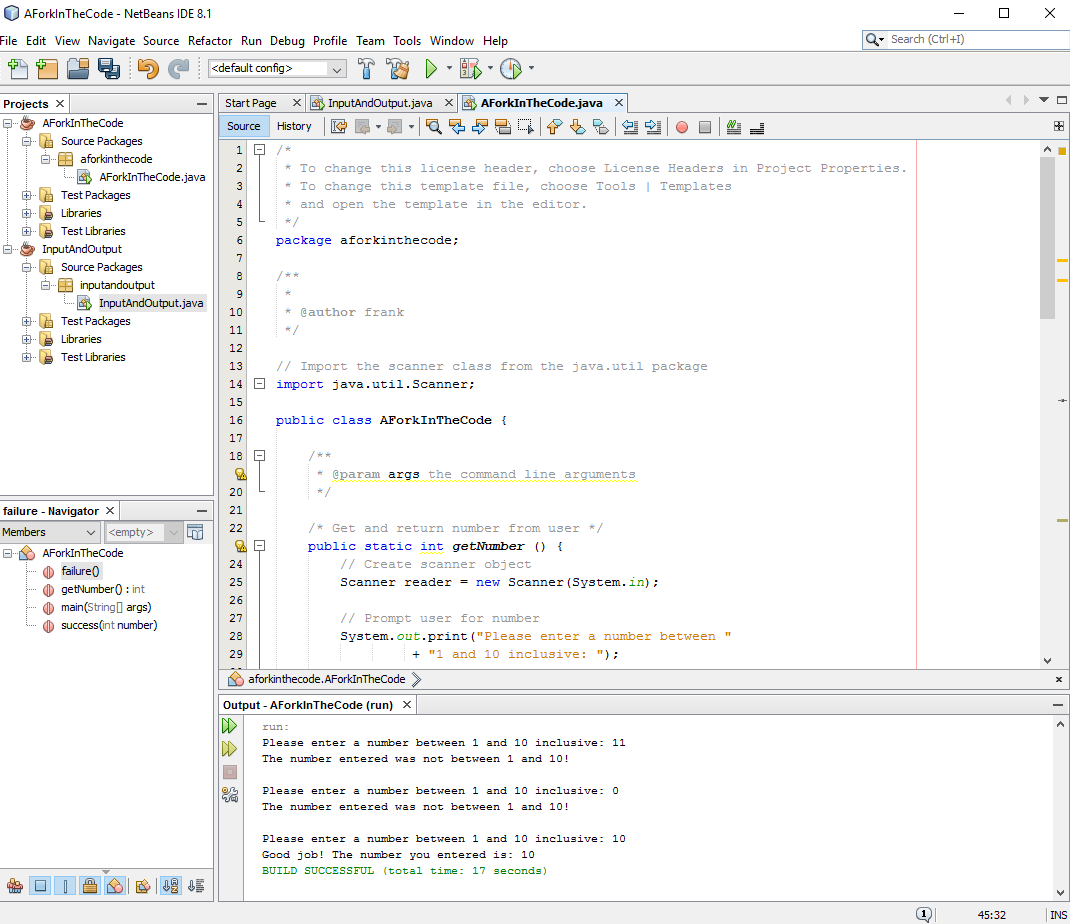 AForkInTheCode - NetBeans IDE 8.1
File Edit View Navigate Source Refactor Run Debug Profile Team Tools Window Help
Search (Ctrl+I)
<default config>
Projects
AForkInTheCode
Source Packages
aforkinthecode
AForkInTheCode.java
Test Packages
Libraries
Test Libraries
InputAndOutput
Source Packages
inputandoutput
InputAndOutput.java
Test Packages
Libraries
Test Libraries
failure - Navigator
Members <empty>
AForkInTheCode
failure()
getNumber() : int
main(String[] args)
success(int number)
Start Page InputAndOutput.java AForkInTheCode.java
Source History
1 /*
2 * To change this license header, choose License Headers in Project Properties.
3 * To change this template file, choose Tools | Templates
4 * and open the template in the editor.
5 */
6 package aforkinthecode;
7
8 /**
9 *
10 * @author frank
11 */
12
13 // Import the scanner class from the java.util package
14 import java.util.Scanner;
15
16 public class AForkInTheCode {
17
18 /**
* @param args the command line arguments
20 */
21
22 /* Get and return number from user */
public static int getNumber () {
24 // Create scanner object
25 Scanner reader = new Scanner(System.in);
26
27 // Prompt user for number
28 System.out.print("Please enter a number between "
29 + "1 and 10 inclusive: ");
aforkinthecode.AForkInTheCode
Output - AForkInTheCode (run)
run:
Please enter a number between 1 and 10 inclusive: 11
The number entered was not between 1 and 10!
Please enter a number between 1 and 10 inclusive: 0
The number entered was not between 1 and 10!
Please enter a number between 1 and 10 inclusive: 10
Good job! The number you entered is: 10
BUILD SUCCESSFUL (total time: 17 seconds)
1 45:32 INS